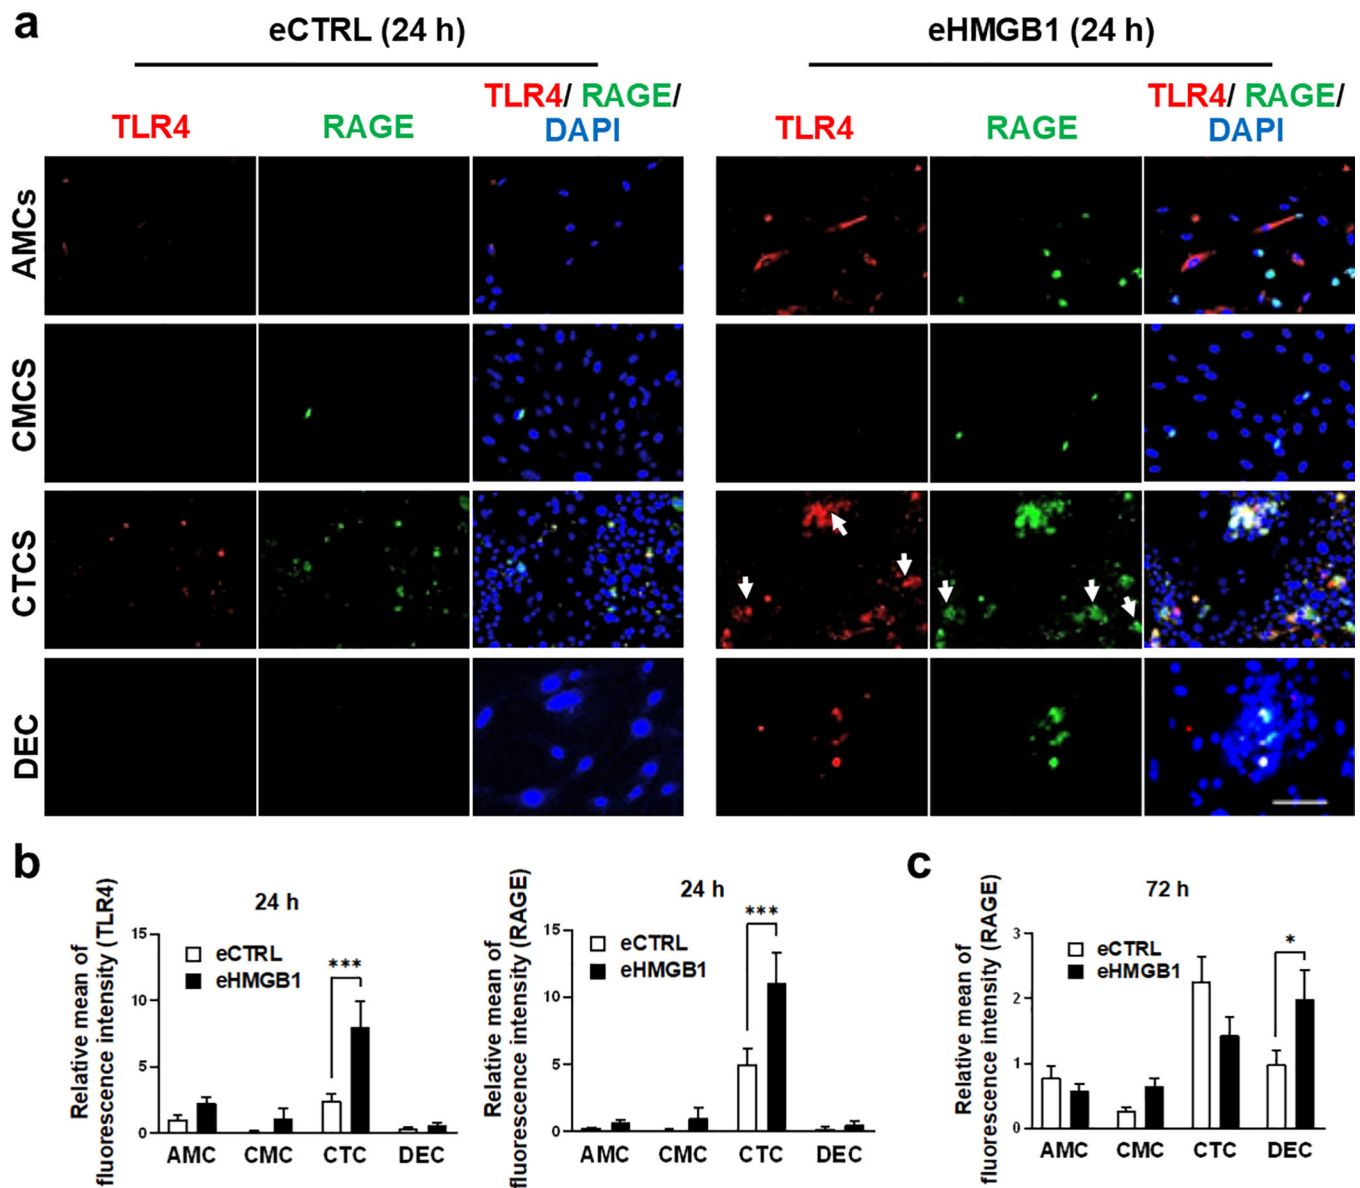 a
eCTRL (24 h)
eHMGB1 (24 h)
TLR4
RAGE
TLR4/ RAGE/
DAPI
TLR4
RAGE
TLR4/ RAGE/
DAPI
AMCs
CMCS
CTCS
DEC
b
24 h
Relative mean of
fluorescence intensity (TLR4)
15
10
5
0
eCTRL
eHMGB1
***
AMC CMC CTC DEC
24 h
Relative mean of
fluorescence intensity (RAGE)
15
10
5
0
eCTRL
eHMGB1
***
AMC CMC CTC DEC
c
72 h
Relative mean of
fluorescence intensity (RAGE)
3
2
1
0
eCTRL
eHMGB1
*
AMC CMC CTC DEC